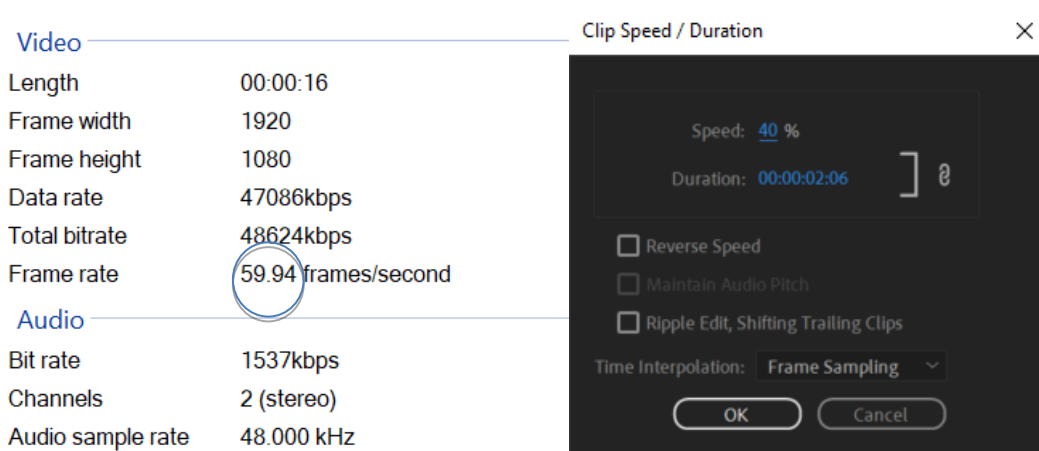 Video
Length 00:00:16
Frame width 1920
Frame height 1080
Data rate 47086kbps
Total bitrate 48624kbps
Frame rate 59.94 frames/second
Audio
Bit rate 1537kbps
Channels 2 (stereo)
Audio sample rate 48.000 kHz
Clip Speed / Duration
Speed: 40 %
Duration: 00:00:02:06
Reverse Speed
Maintain Audio Pitch
Ripple Edit, Shifting Trailing Clips
Time Interpolation: Frame Sampling
OK Cancel